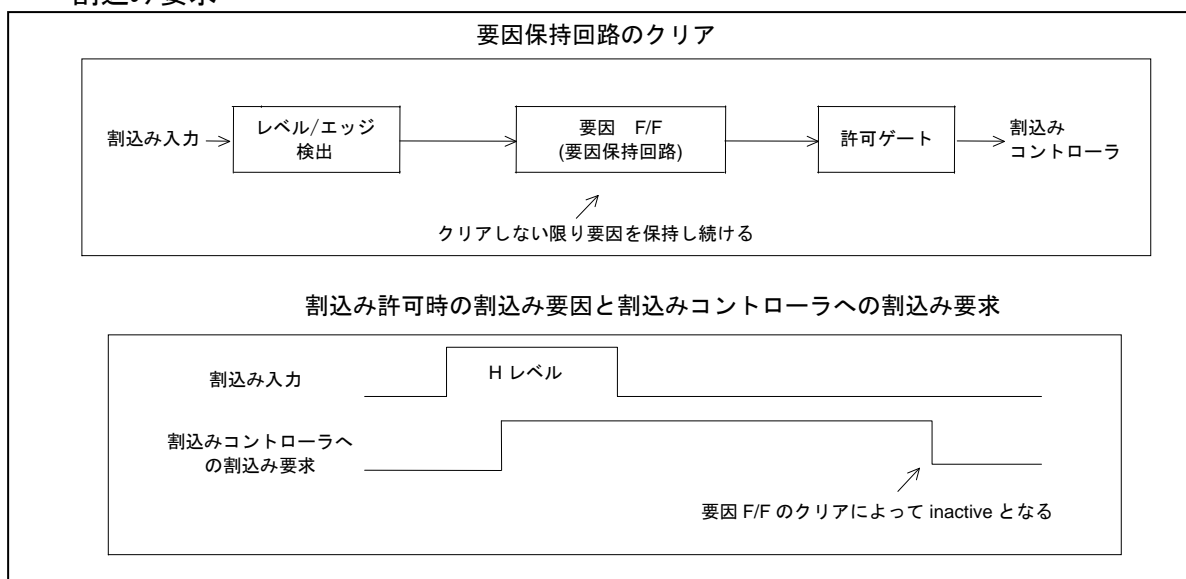 割込み要求
要因保持回路のクリア
割込み入力
レベル/エッジ
検出
要因 F/F
(要因保持回路)
許可ゲート
割込み
コントローラ
クリアしない限り要因を保持し続ける
割込み許可時の割込み要因と割込みコントローラへの割込み要求
割込み入力
H レベル
割込みコントローラへ
の割込み要求
要因 F/F のクリアによって inactive となる